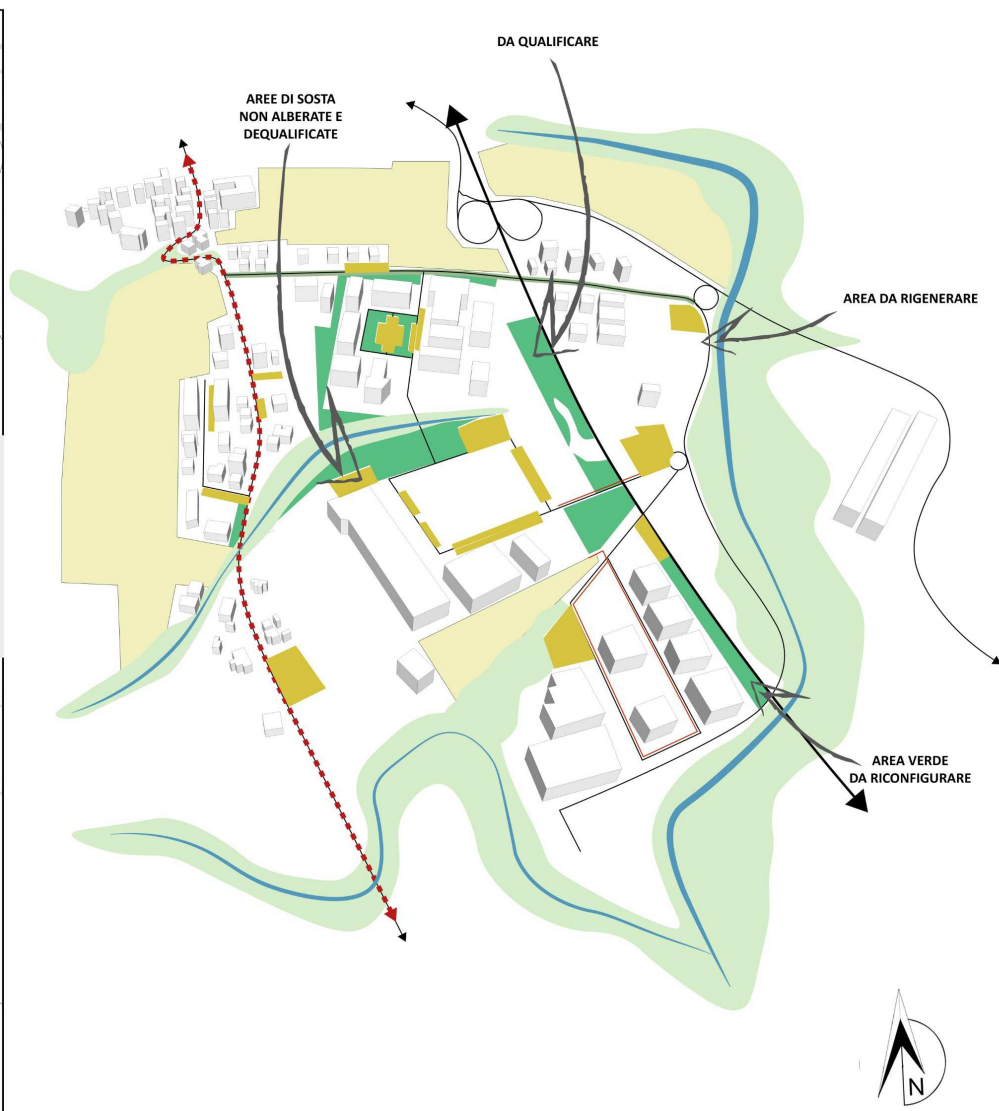 DA QUALIFICARE
AREE DI SOSTA
NON ALBERATE E
DEQUALIFICATE
AREA DA RIGENERARE
AREA VERDE
DA RICONFIGURARE
N